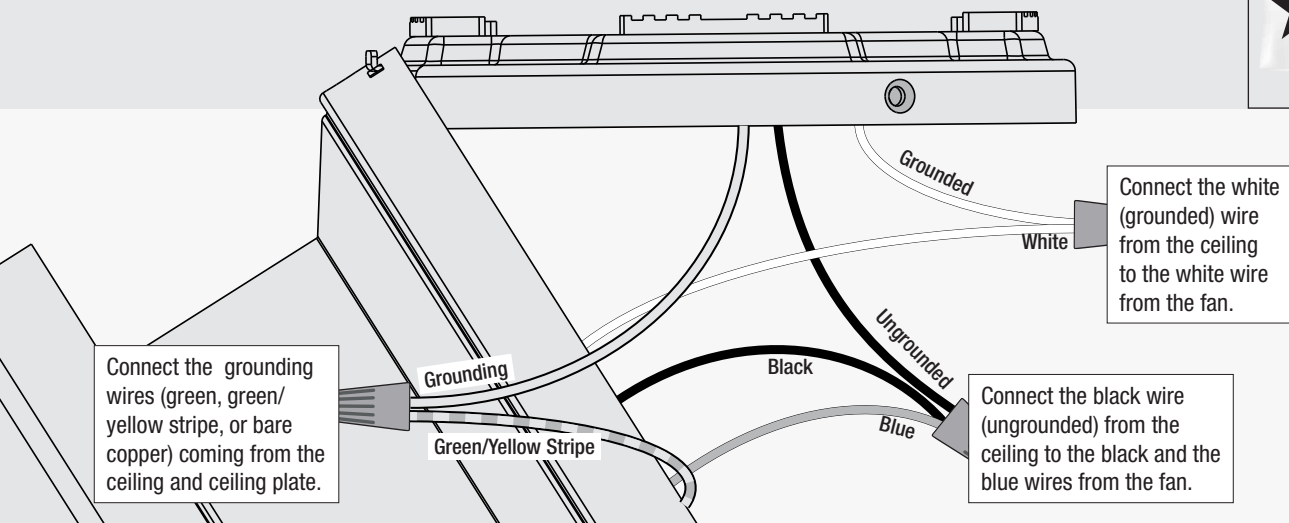 Grounded
Connect the white
(grounded) wire
from the ceiling
to the white wire
from the fan.
White
Ungrounded
Connect the grounding
wires (green, green/
yellow stripe, or bare
copper) coming from the
ceiling and ceiling plate.
Grounding
Black
Connect the black wire
(ungrounded) from the
ceiling to the black and the
blue wires from the fan.
Blue
Green/Yellow Stripe